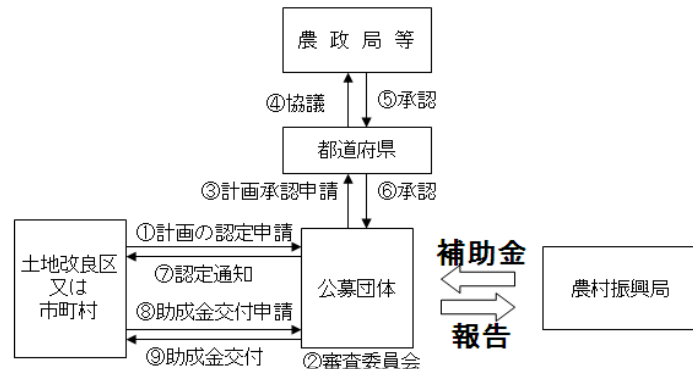 農政局等
④協議
⑤承認
都道府県
③計画承認申請
⑥承認
土地改良区
又は
市町村
①計画の認定申請
⑦認定通知
⑧助成金交付申請
⑨助成金交付
公募団体
②審査委員会
補助金
報告
農村振興局